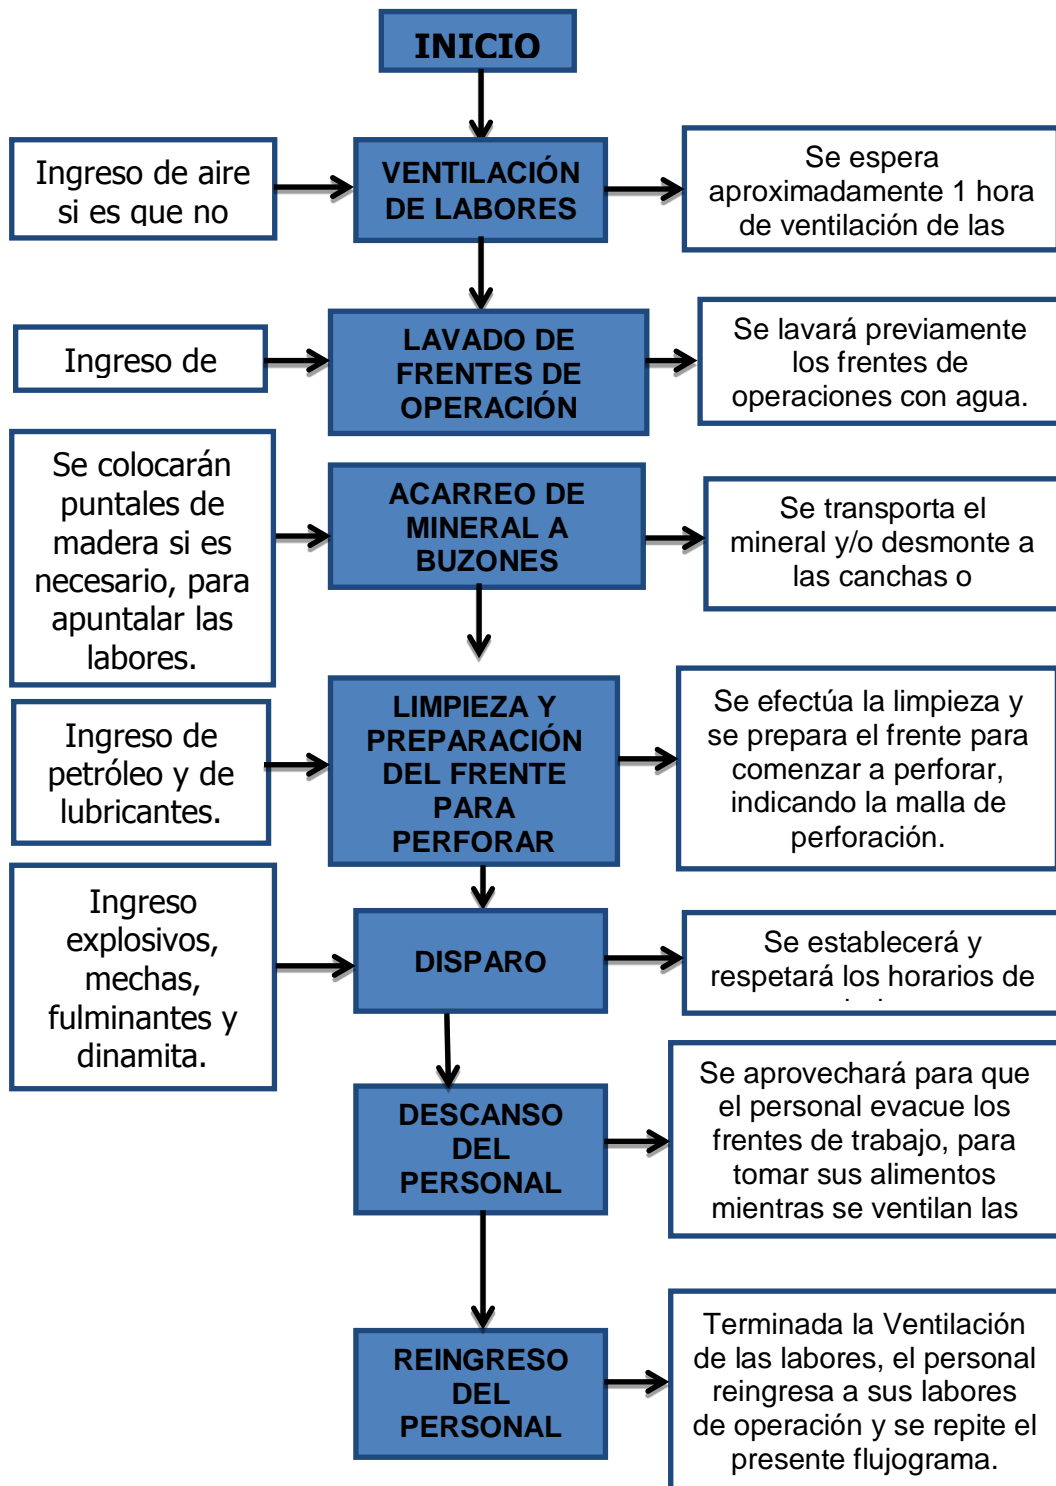 INICIO
Ingreso de aire
si es que no
VENTILACIÓN
DE LABORES
Se espera
aproximadamente 1 hora
de ventilación de las
Ingreso de
LAVADO DE
FRENTES DE
OPERACIÓN
Se lavará previamente
los frentes de
operaciones con agua.
Se colocarán
puntales de
madera si es
necesario, para
apuntalar las
labores.
ACARREO DE
MINERAL A
BUZONES
Se transporta el
mineral y/o desmonte a
las canchas o
Ingreso de
petróleo y de
lubricantes.
LIMPIEZA Y
PREPARACIÓN
DEL FRENTE
PARA
PERFORAR
Se efectúa la limpieza y
se prepara el frente para
comenzar a perforar,
indicando la malla de
perforación.
Ingreso
explosivos,
mechas,
fulminantes y
dinamita.
DISPARO
Se establecerá y
respetará los horarios de
DESCANSO
DEL
PERSONAL
Se aprovechará para que
el personal evacue los
frentes de trabajo, para
tomar sus alimentos
mientras se ventilan las
REINGRESO
DEL
PERSONAL
Terminada la Ventilación
de las labores, el personal
reingresa a sus labores
de operación y se repite el
presente flujograma.